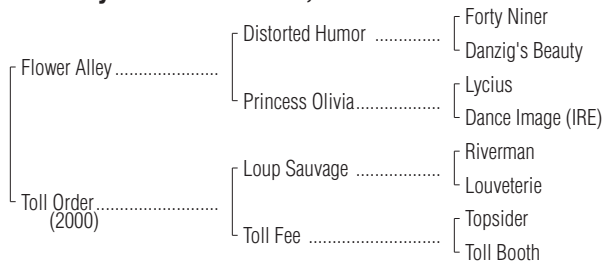 Forty Niner
Distorted Humor ..............
Danzig's Beauty
Flower Alley ......................
Lycius
Princess Olivia..................
Dance Image (IRE)
Riverman
Loup Sauvage ..................
Louveterie
Toll Order..........................
(2000)
Topsider
Toll Fee ............................
Toll Booth